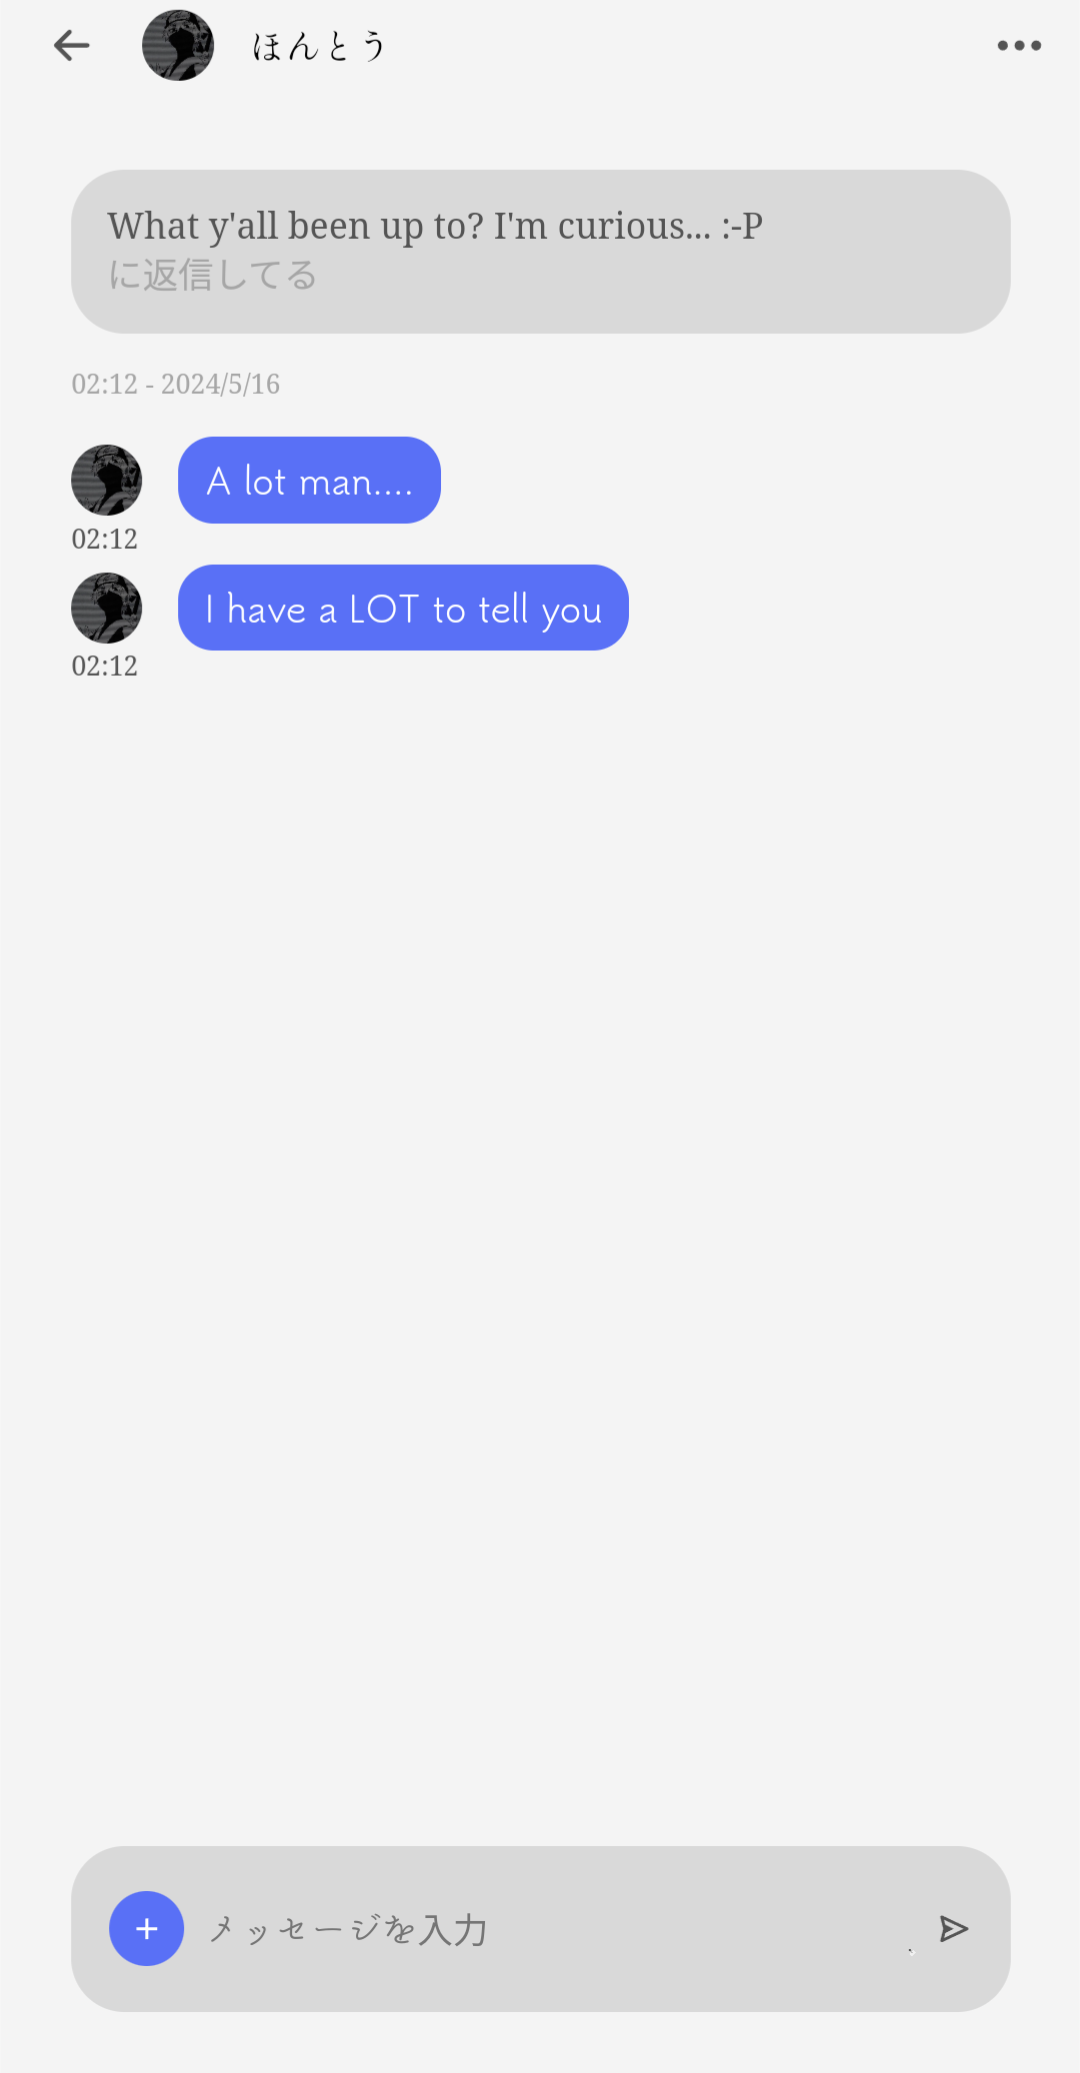 ほんとう
What y'all been up to? I'm curious... :-P
に返信してる
02:12 - 2024/5/16
A lot man....
02:12
I have a LOT to tell you
02:12
メッセージを入力